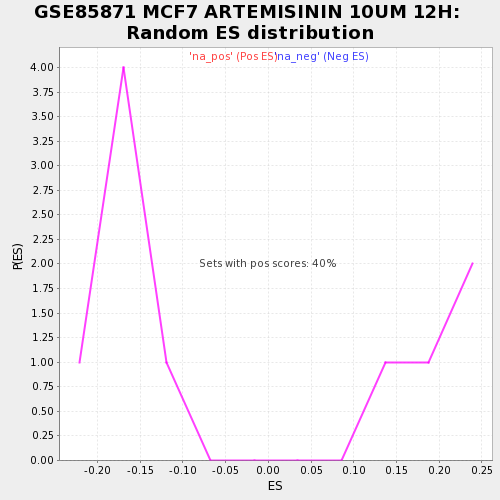 GSE85871 MCF7 ARTEMISININ 10UM 12H:
Random ES distribution
'na_pos' (Pos ES)'na_neg' (Neg ES)
4.00
3.75
3.50
3.25
3.00
2.75
2.50
2.25
2.00
1.75
1.50
1.25
1.00
0.75
0.50
0.25
0.00
P(ES)
Sets with pos scores: 40%
-0.20 -0.15 -0.10 -0.05 0.00 0.05 0.10 0.15 0.20 0.25
ES